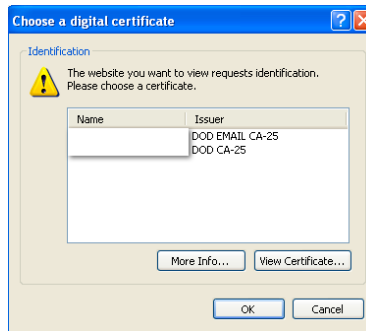 Choose a digital certificate
Identification
The website you want to view requests identification.
Please choose a certificate.
Name Issuer
DOD EMAIL CA-25
DOD CA-25
More Info... View Certificate...
OK Cancel